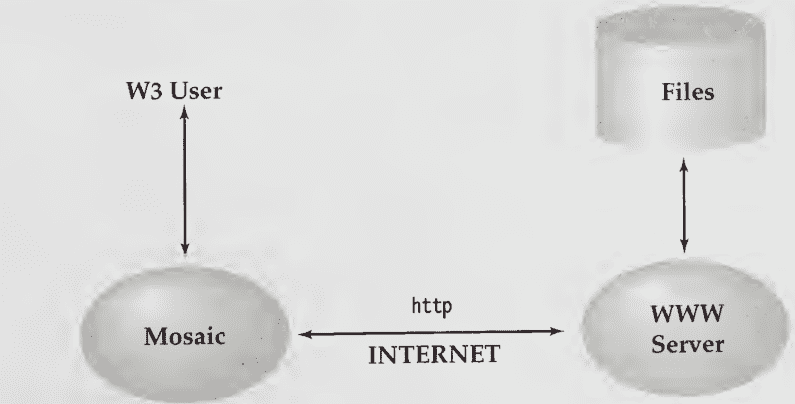 W3 User
Files
http
Mosaic
INTERNET
WWW
Server